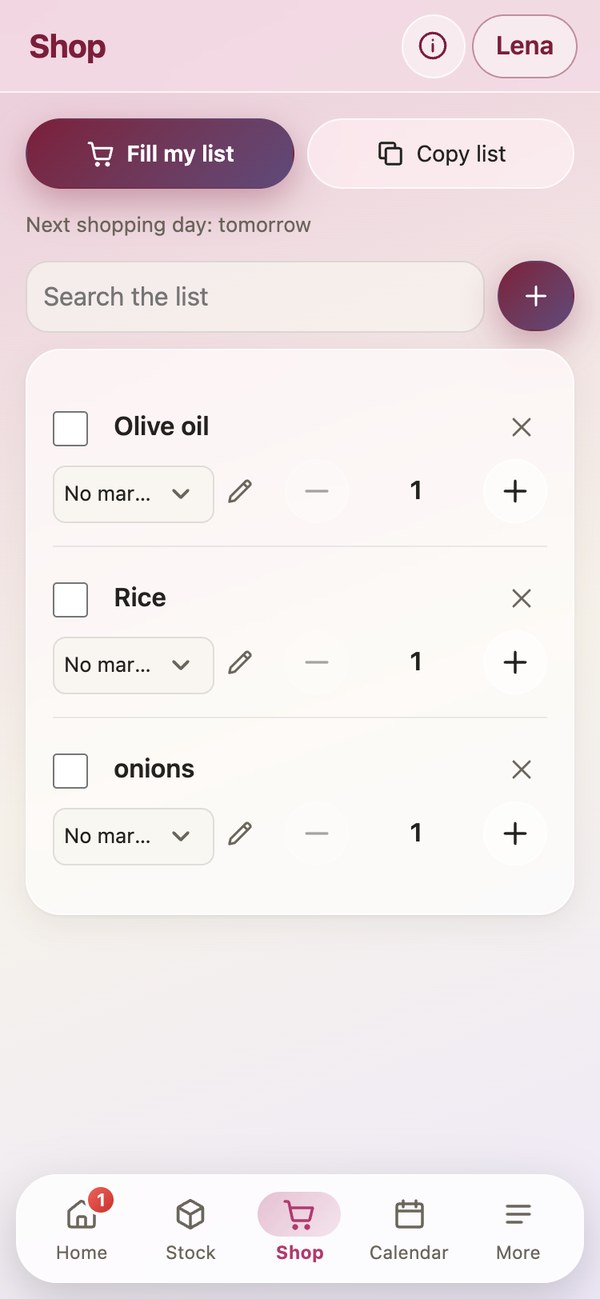 Shop
Lena
Fill my list
Copy list
Next shopping day: tomorrow
Search the list
Olive oil
No mar...
1
Rice
No mar...
1
onions
No mar...
1
1
Home
Stock
Shop
Calendar
More